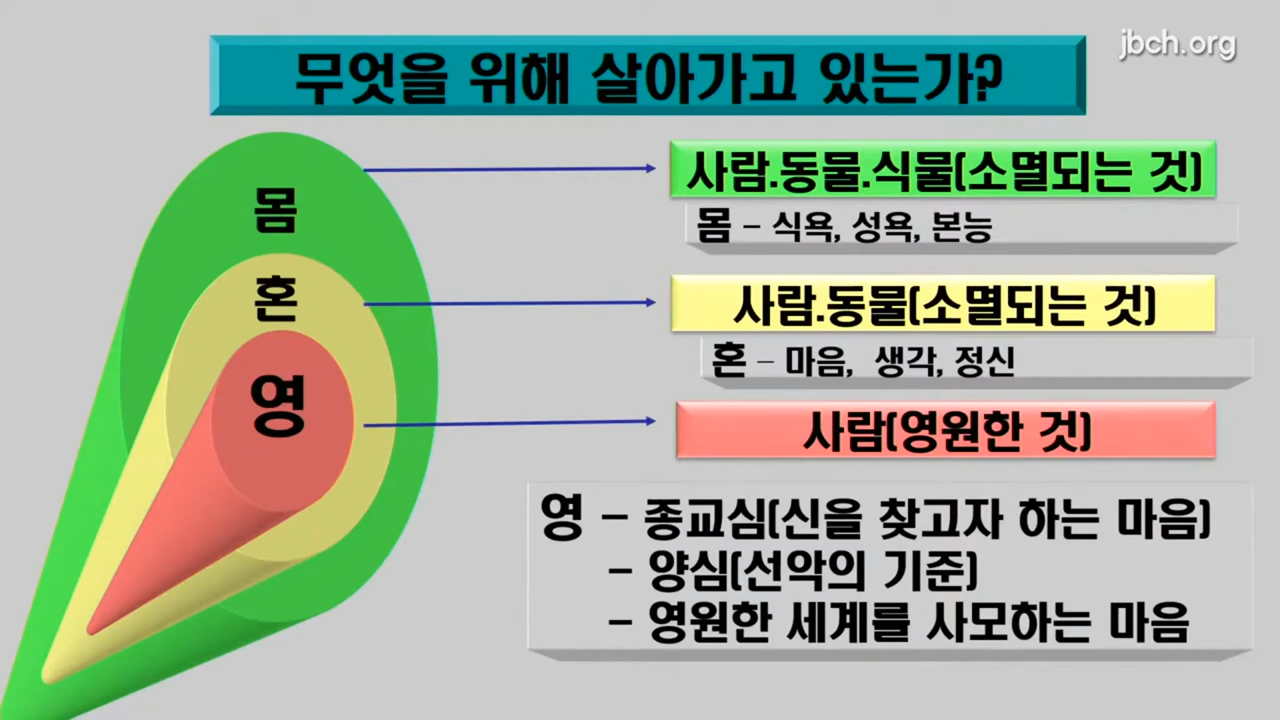 jbch.org
무엇을 위해 살아가고 있는가?
몸
혼
영
사람.동물.식물(소멸되는 것)
몸 – 식욕, 성욕, 본능
사람.동물(소멸되는 것)
혼 – 마음, 생각, 정신
사람(영원한 것)
영 – 종교심(신을 찾고자 하는 마음)
– 양심(선악의 기준)
– 영원한 세계를 사모하는 마음